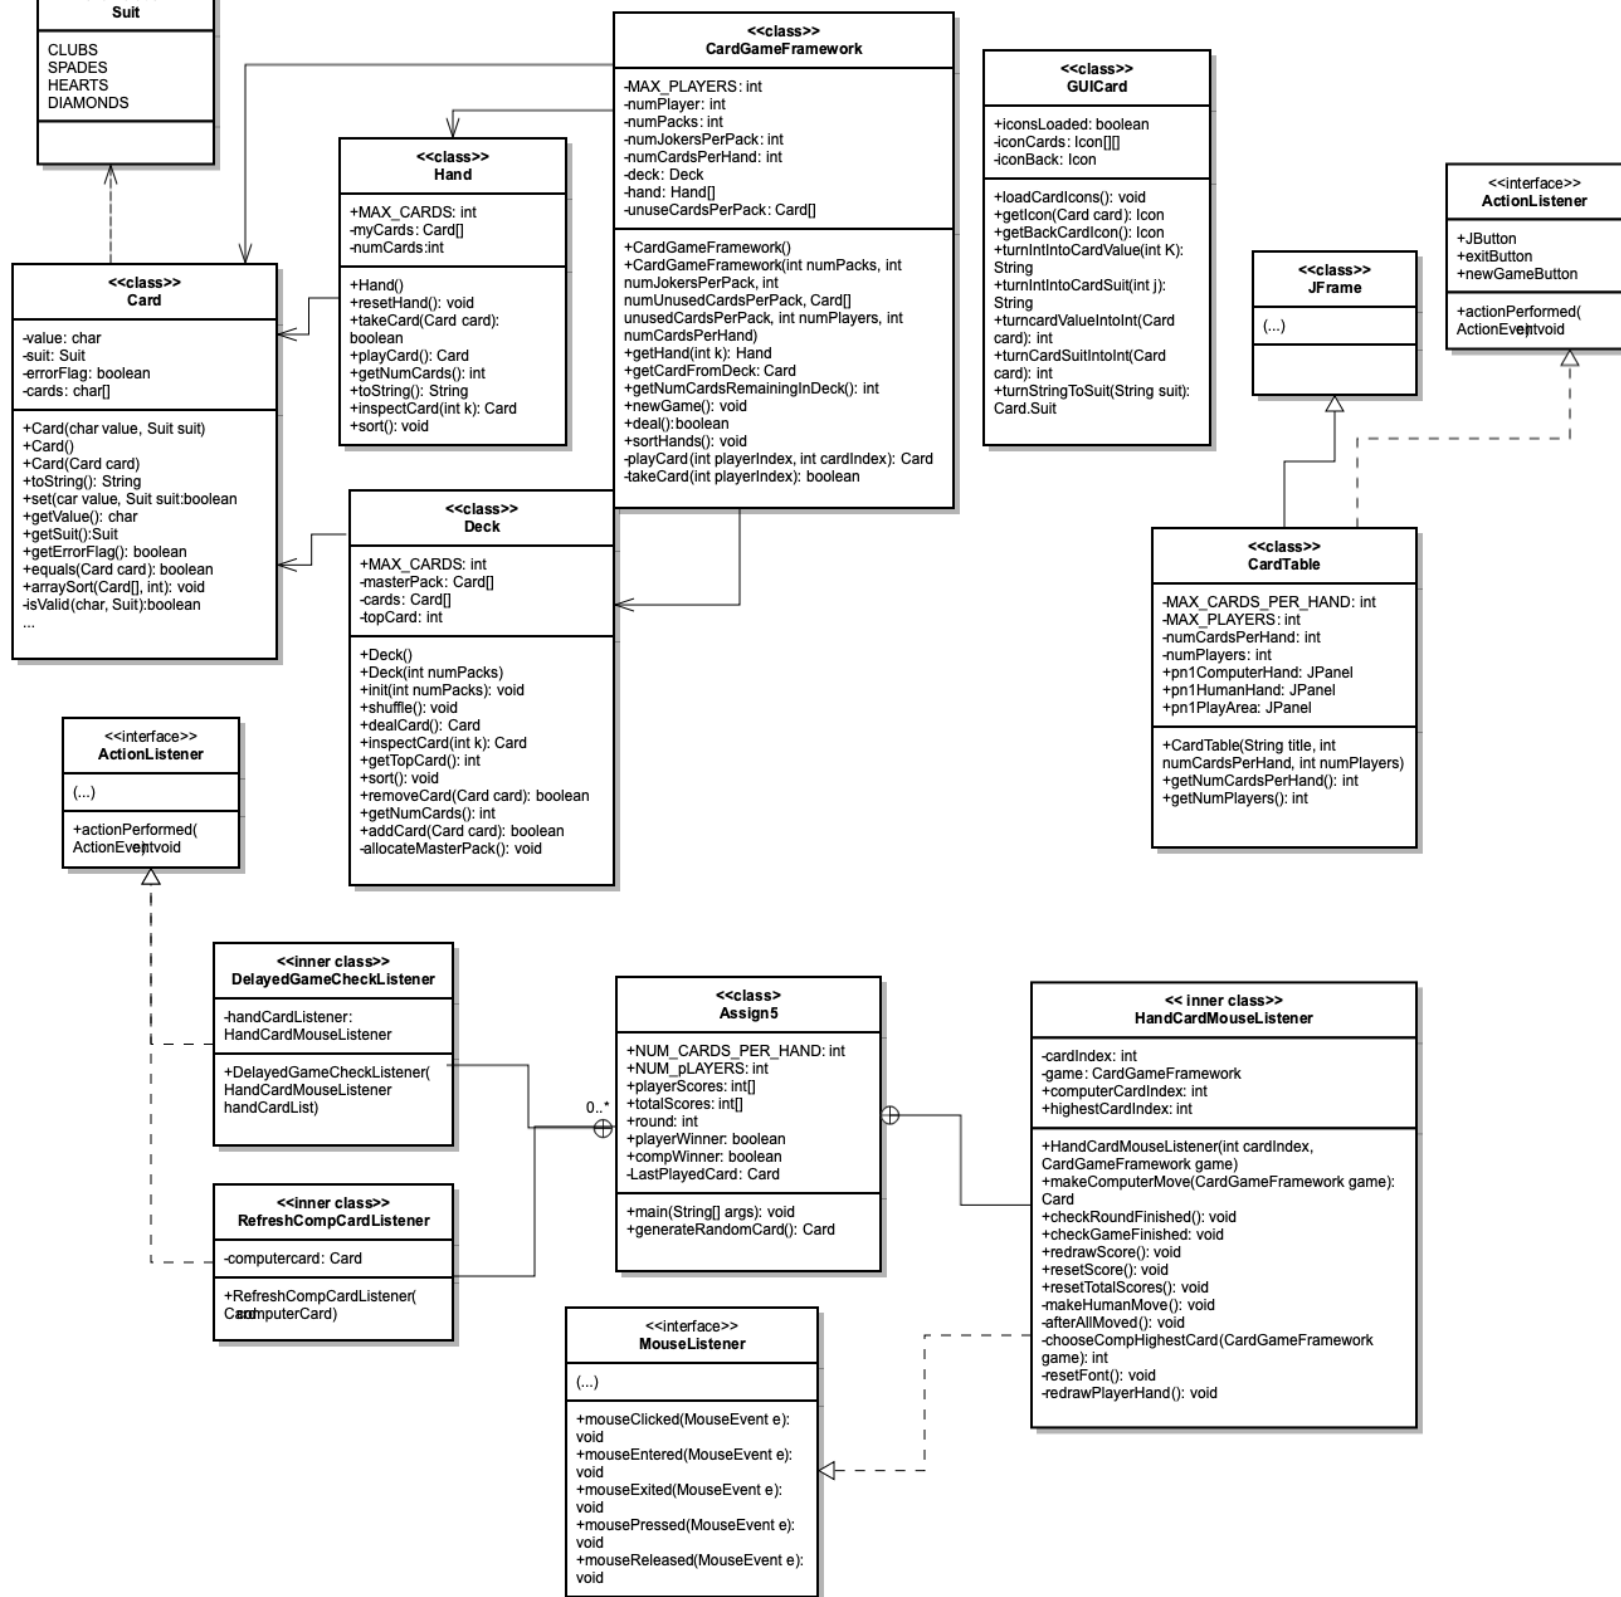 Suit
CLUBS
SPADES
HEARTS
DIAMONDS
<<class>>
CardGameFramework
-MAX_PLAYERS: int
-numPlayer: int
-numPacks: int
-numJokersPerPack: int
-numCardsPerHand: int
-deck: Deck
-hand: Hand[]
-unuseCardsPerPack: Card[]
+CardGameFramework()
+CardGameFramework(int numPacks, int
numJokersPerPack, int
numUnusedCardsPerPack, Card[]
unusedCardsPerPack, int numPlayers, int
numCardsPerHand)
+getHand(int k): Hand
+getCardFromDeck: Card
+getNumCardsRemainingInDeck(): int
+newGame(): void
+deal():boolean
+sortHands(): void
-playCard(int playerIndex, int cardIndex): Card
-takeCard(int playerIndex): boolean
<<class>>
GUICard
+iconsLoaded: boolean
-iconCards: Icon[][]
-iconBack: Icon
+loadCardIcons(): void
+getIcon(Card card): Icon
+getBackCardIcon(): Icon
+turnIntIntoCardValue(int K):
String
+turnIntIntoCardSuit(int j):
String
+turncardValueIntoInt(Card
card): int
+turnCardSuitIntoInt(Card
card): int
+turnStringToSuit(String suit):
Card.Suit
<<class>>
Hand
+MAX_CARDS: int
-myCards: Card[]
-numCards:int
+Hand()
+resetHand(): void
+takeCard(Card card):
boolean
+playCard(): Card
+getNumCards(): int
+toString(): String
+inspectCard(int k): Card
+sort(): void
<<interface>>
ActionListener
+JButton
+exitButton
+newGameButton
+actionPerformed(
ActionEvent):void
<<class>>
JFrame
(...)
<<class>>
Card
-value: char
-suit: Suit
-errorFlag: boolean
-cards: char[]
+Card(char value, Suit suit)
+Card()
+Card(Card card)
+toString(): String
+set(car value, Suit suit:boolean
+getValue(): char
+getSuit():Suit
+getErrorFlag(): boolean
+equals(Card card): boolean
+arraySort(Card[], int): void
-isValid(char, Suit):boolean
...
<<class>>
Deck
+MAX_CARDS: int
-masterPack: Card[]
-cards: Card[]
-topCard: int
+Deck()
+Deck(int numPacks)
+init(int numPacks): void
+shuffle(): void
+dealCard(): Card
+inspectCard(int k): Card
+getTopCard(): int
+sort(): void
+removeCard(Card card): boolean
+getNumCards(): int
+addCard(Card card): boolean
-allocateMasterPack(): void
<<class>>
CardTable
-MAX_CARDS_PER_HAND: int
-MAX_PLAYERS: int
-numCardsPerHand: int
-numPlayers: int
+pn1ComputerHand: JPanel
+pn1HumanHand: JPanel
+pn1PlayArea: JPanel
+CardTable(String title, int
numCardsPerHand, int numPlayers)
+getNumCardsPerHand(): int
+getNumPlayers(): int
<<interface>>
ActionListener
(...)
+actionPerformed(
ActionEvent):void
<<inner class>>
DelayedGameCheckListener
-handCardListener:
HandCardMouseListener
+DelayedGameCheckListener(
HandCardMouseListener
handCardList)
<<inner class>>
RefreshCompCardListener
-computercard: Card
+RefreshCompCardListener(
Card computerCard)
0..*
<<class>
Assign5
+NUM_CARDS_PER_HAND: int
+NUM_pLAYERS: int
+playerScores: int[]
+totalScores: int[]
+round: int
+playerWinner: boolean
+compWinner: boolean
-LastPlayedCard: Card
+main(String[] args): void
+generateRandomCard(): Card
<< inner class>>
HandCardMouseListener
-cardIndex: int
-game: CardGameFramework
+computerCardIndex: int
+highestCardIndex: int
+HandCardMouseListener(int cardIndex,
CardGameFramework game)
+makeComputerMove(CardGameFramework game):
Card
+checkRoundFinished(): void
+checkGameFinished: void
+redrawScore(): void
+resetScore(): void
+resetTotalScores(): void
-makeHumanMove(): void
-afterAllMoved(): void
-chooseCompHighestCard(CardGameFramework
game): int
-resetFont(): void
-redrawPlayerHand(): void
<<interface>>
MouseListener
(...)
+mouseClicked(MouseEvent e):
void
+mouseEntered(MouseEvent e):
void
+mouseExited(MouseEvent e):
void
+mousePressed(MouseEvent e):
void
+mouseReleased(MouseEvent e):
void